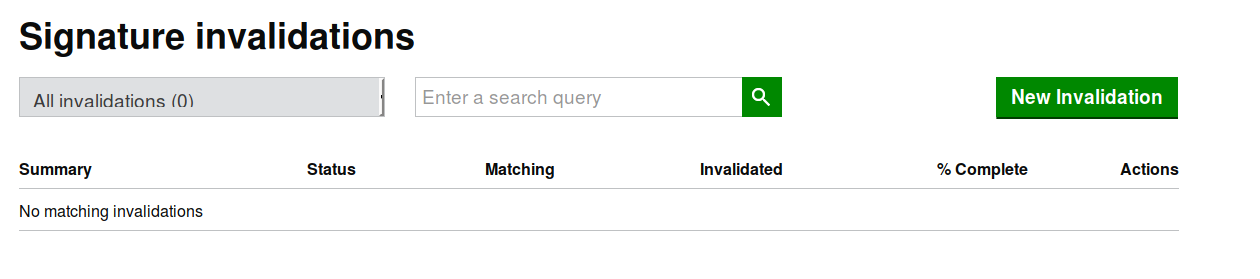 Signature invalidations
All invalidations (0)
Enter a search query
New Invalidation
Summary Status Matching Invalidated % Complete Actions
No matching invalidations